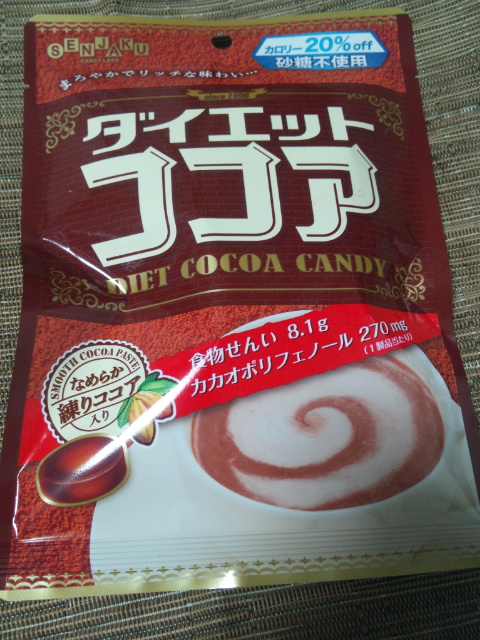 SENJAKU
CANDY LABO
カロリー20%off
砂糖不使用
まろやかでリッチな味わい…
ダイエット
ココア
DIET COCOA CANDY
食物せんい 8.1g
カカオポリフェノール 270mg
(1製品当たり)
SMOOTH COCOA PASTE
なめらか
練りココア
入り